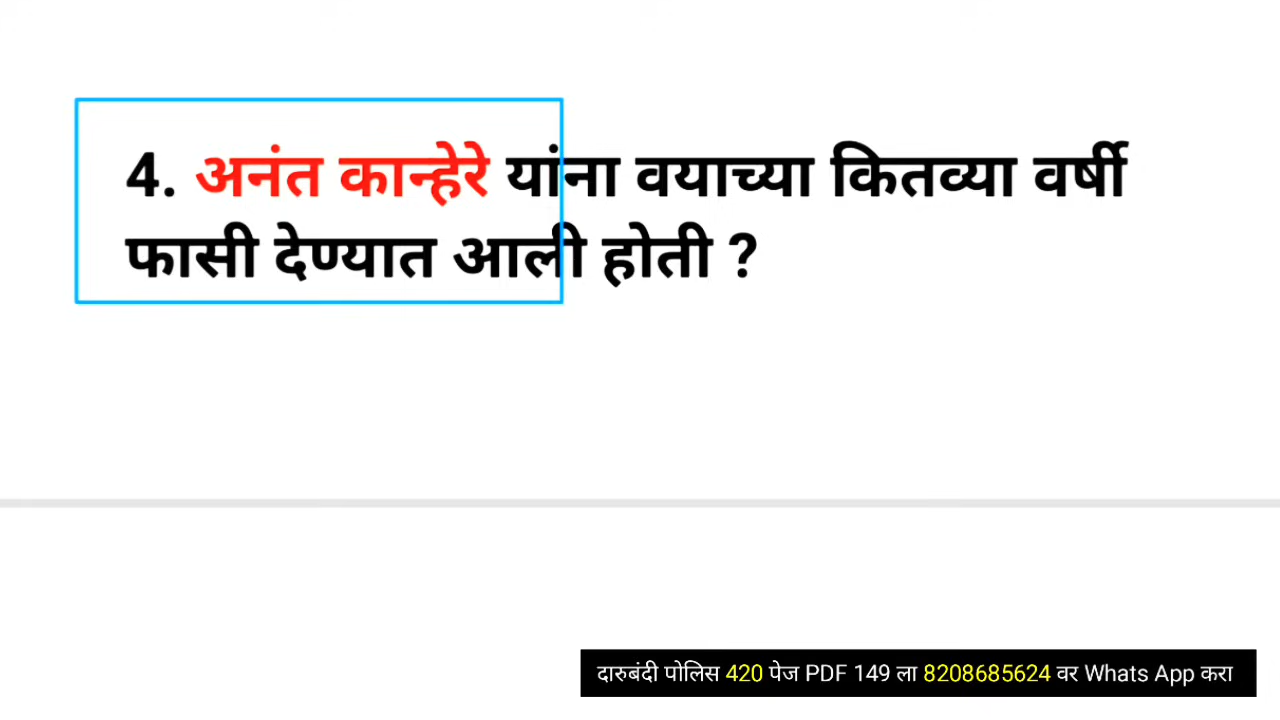 4. अनंत कान्हेरे यांना वयाच्या कितव्या वर्षी
फासी देण्यात आली होती ?
दारुबंदी पोलिस 420 पेज PDF 149 ला 8208685624 वर Whats App करा